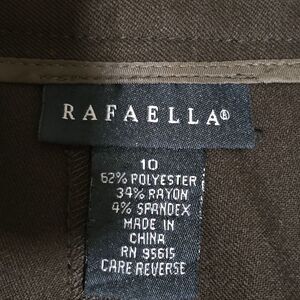 RAFAELLA®
10
62% POLYESTER
34% RAYON
4% SPANDEX
MADE IN
CHINA
RN 95615
CARE REVERSE